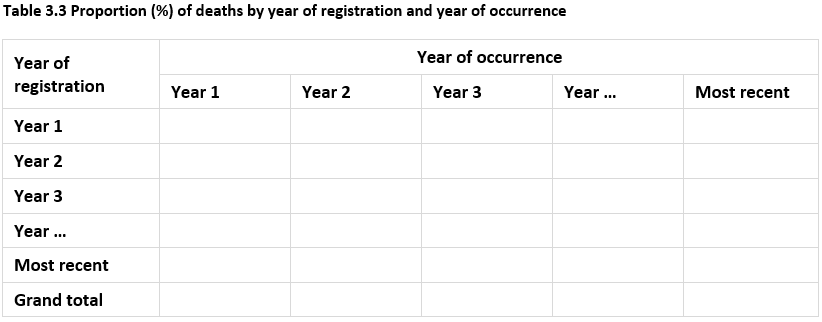 Table 3.3 Proportion (%) of deaths by year of registration and year of occurrence
Year of registration
Year of occurrence
Year 1
Year 2
Year 3
Year ...
Most recent
Year 1
Year 2
Year 3
Year ...
Most recent
Grand total